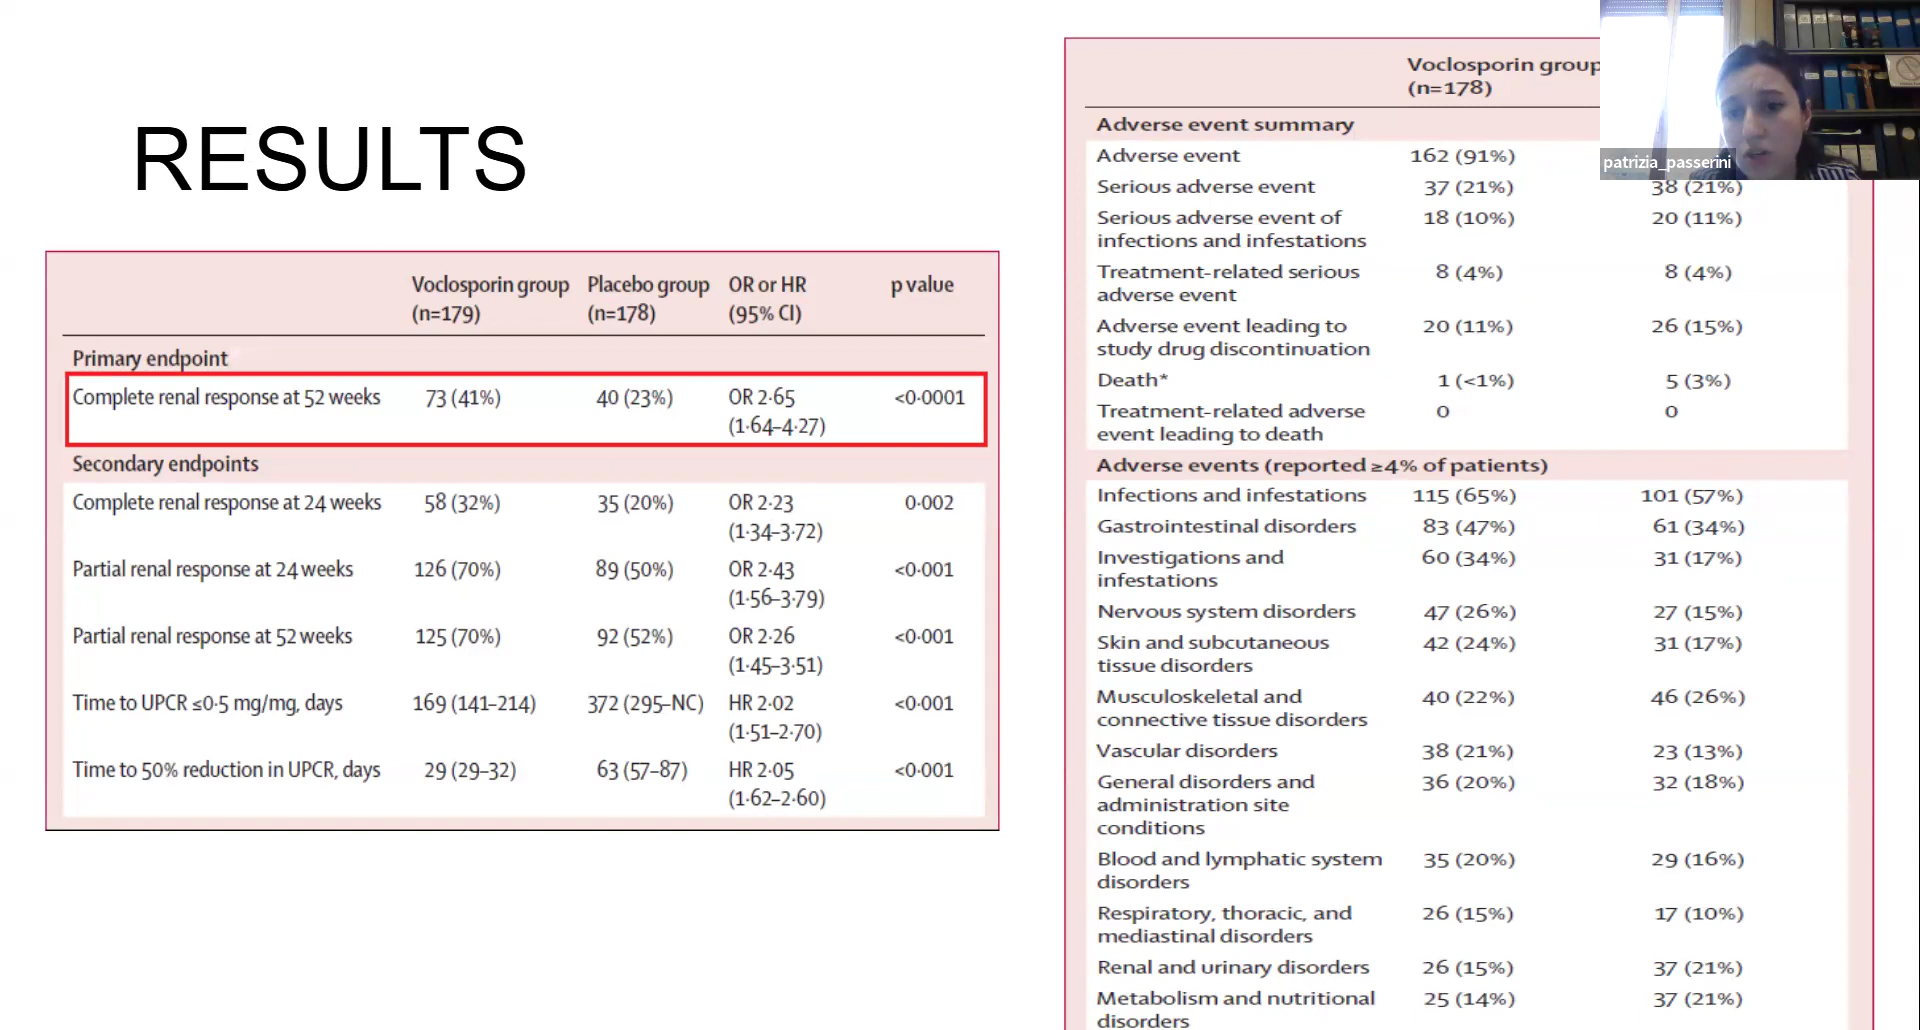 RESULTS
Voclosporin group Placebo group OR or HR p value
(n=179) (n=178) (95% CI)
Primary endpoint
Complete renal response at 52 weeks 73 (41%) 40 (23%) OR 2·65 <0·0001
(1·64–4·27)
Secondary endpoints
Complete renal response at 24 weeks 58 (32%) 35 (20%) OR 2·23 0·002
(1·34–3·72)
Partial renal response at 24 weeks 126 (70%) 89 (50%) OR 2·43 <0·001
(1·56–3·79)
Partial renal response at 52 weeks 125 (70%) 92 (52%) OR 2·26 <0·001
(1·45–3·51)
Time to UPCR ≤0·5 mg/mg, days 169 (141–214) 372 (295–NC) HR 2·02 <0·001
(1·51–2·70)
Time to 50% reduction in UPCR, days 29 (29–32) 63 (57–87) HR 2·05 <0·001
(1·62–2·60)
Voclosporin group
(n=178)
Adverse event summary
Adverse event 162 (91%)
Serious adverse event 37 (21%) 38 (21%)
Serious adverse event of 18 (10%) 20 (11%)
infections and infestations
Treatment-related serious 8 (4%) 8 (4%)
adverse event
Adverse event leading to 20 (11%) 26 (15%)
study drug discontinuation
Death* 1 (<1%) 5 (3%)
Treatment-related adverse 0 0
event leading to death
Adverse events (reported ≥4% of patients)
Infections and infestations 115 (65%) 101 (57%)
Gastrointestinal disorders 83 (47%) 61 (34%)
Investigations and 60 (34%) 31 (17%)
infestations
Nervous system disorders 47 (26%) 27 (15%)
Skin and subcutaneous 42 (24%) 31 (17%)
tissue disorders
Musculoskeletal and 40 (22%) 46 (26%)
connective tissue disorders
Vascular disorders 38 (21%) 23 (13%)
General disorders and 36 (20%) 32 (18%)
administration site
conditions
Blood and lymphatic system 35 (20%) 29 (16%)
disorders
Respiratory, thoracic, and 26 (15%) 17 (10%)
mediastinal disorders
Renal and urinary disorders 26 (15%) 37 (21%)
Metabolism and nutritional 25 (14%) 37 (21%)
disorders
patrizia_passerini